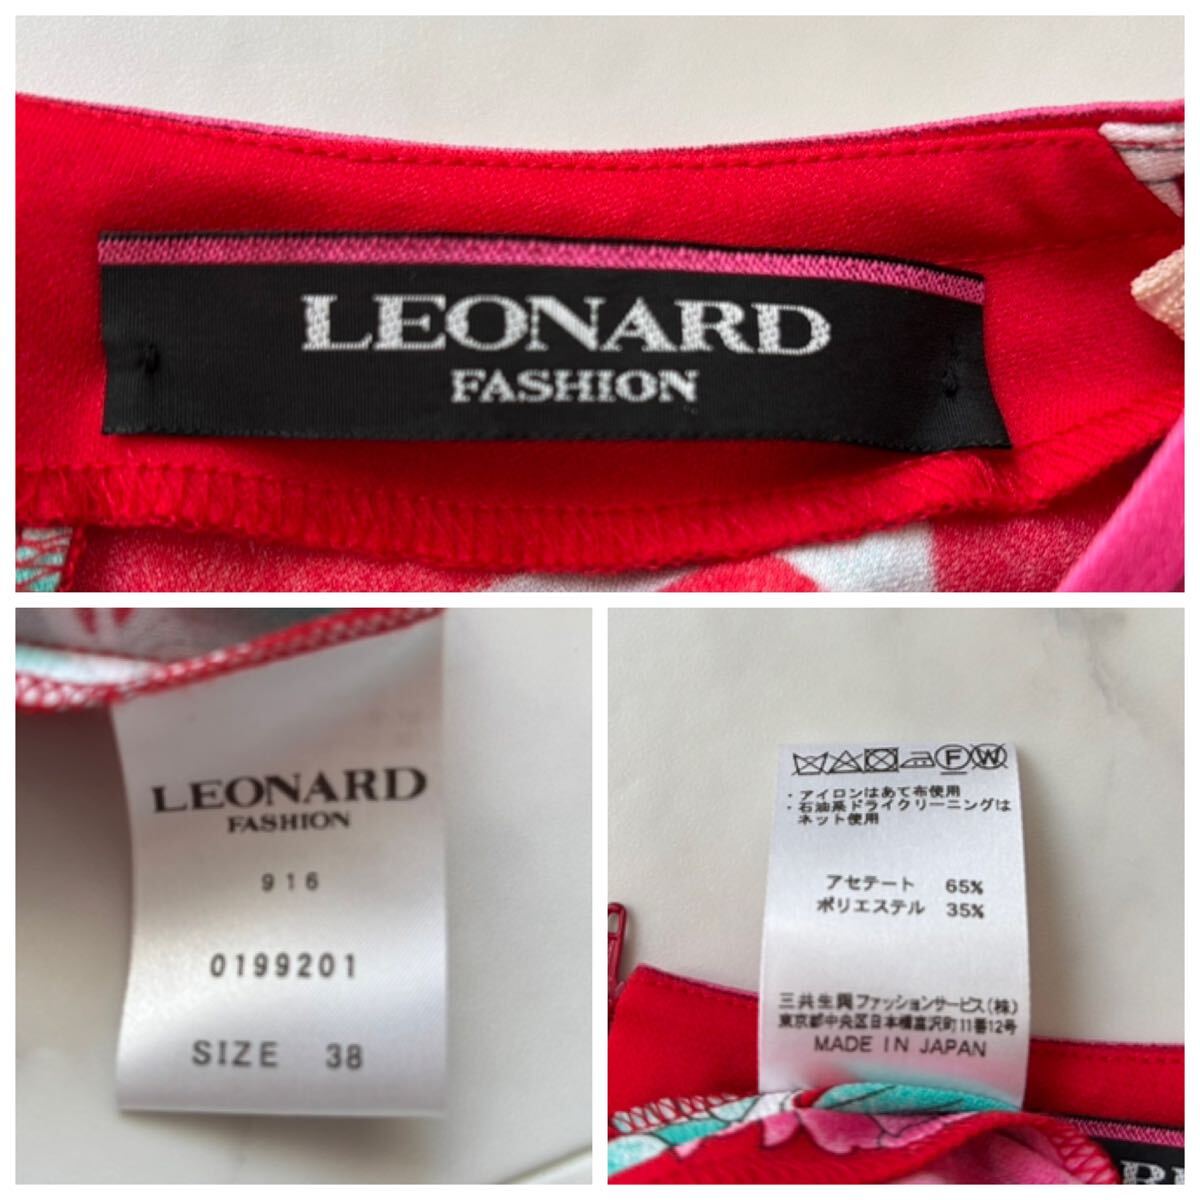 LEONARD
FASHION
LEONARD
FASHION
916
0199201
SIZE 38
F W
・アイロンはあて布使用
・石油系ドライクリーニングは
ネット使用
アセテート 65%
ポリエステル 35%
三共生興ファッションサービス(株)
東京都中央区日本橋富沢町11番12号
MADE IN JAPAN